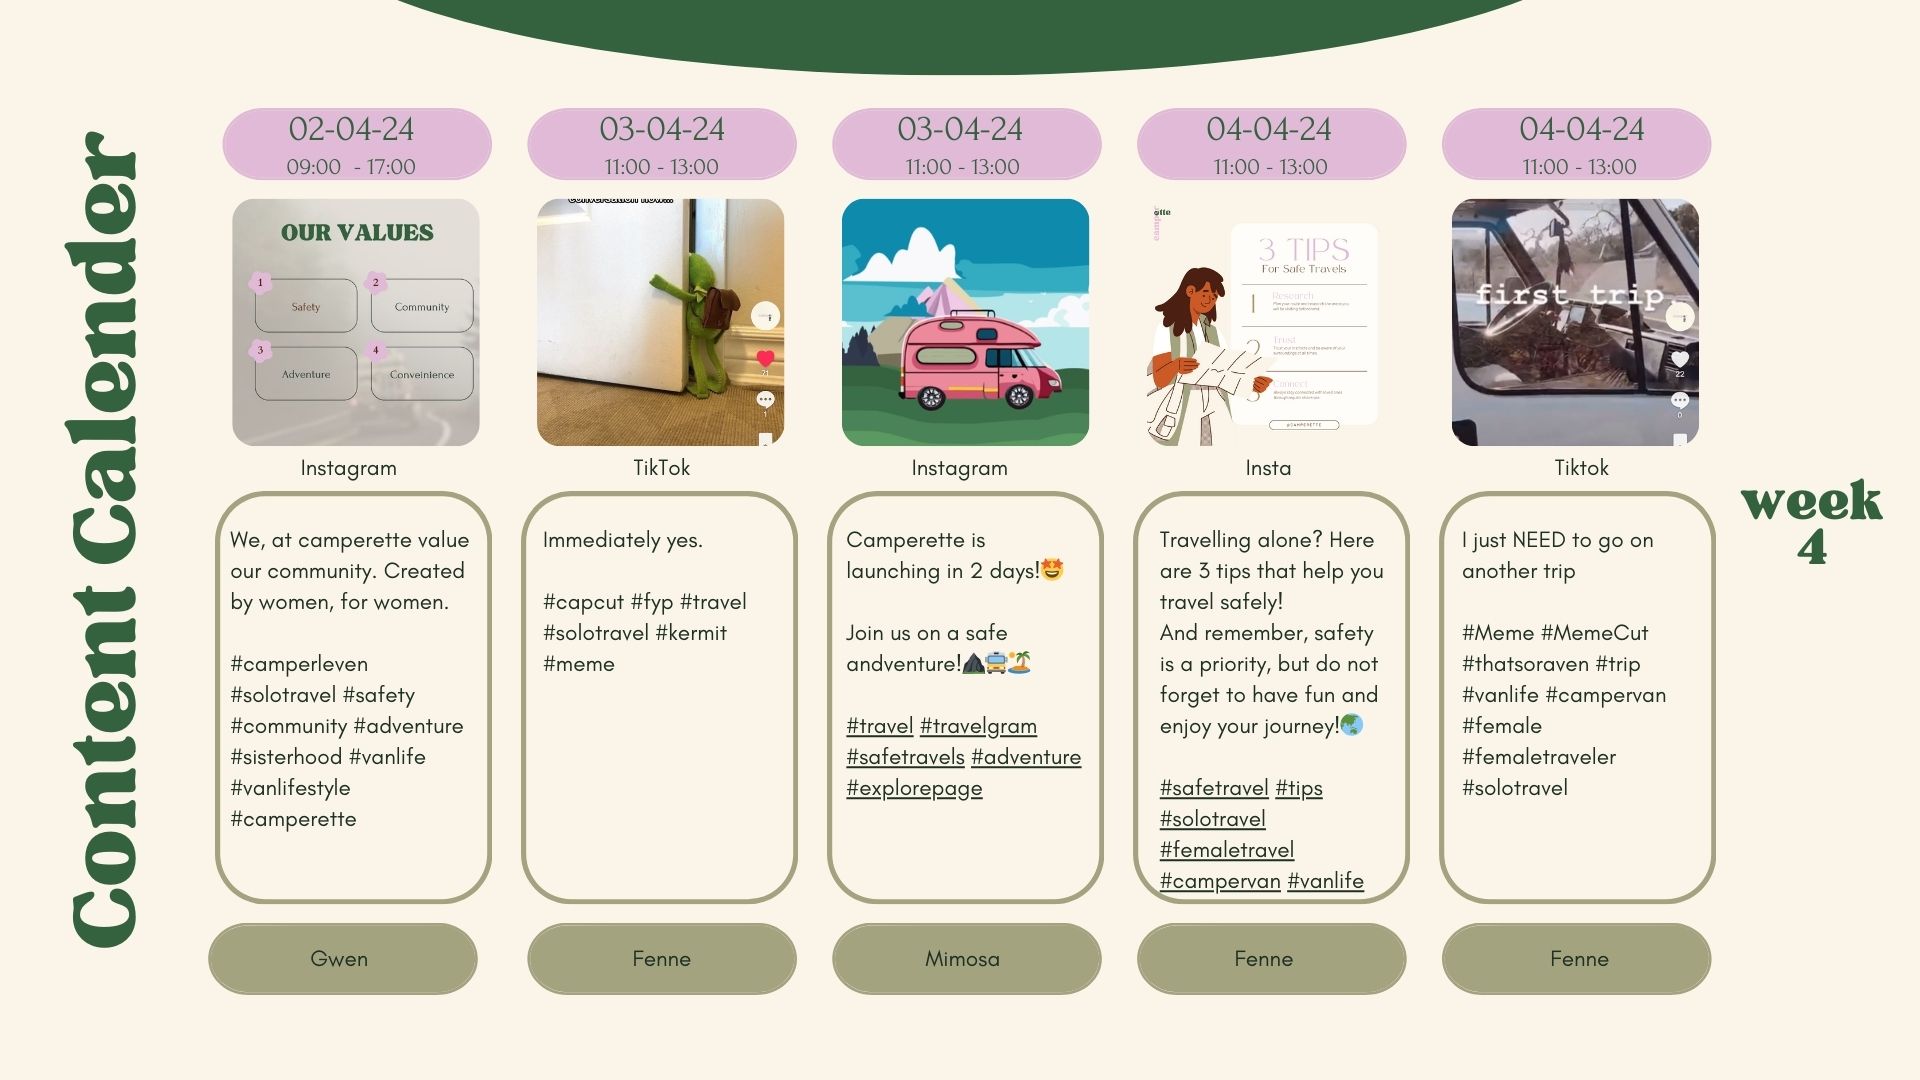 Content Calender
week
4
02-04-24
09:00 - 17:00
OUR VALUES
1
Safety
2
Community
3
Adventure
4
Conveinience
Instagram
We, at camperette value
our community. Created
by women, for women.
#camperleven
#solotravel #safety
#community #adventure
#sisterhood #vanlife
#vanlifestyle
#camperette
Gwen
03-04-24
11:00 - 13:00
conversation now...
71
1
TikTok
Immediately yes.
#capcut #fyp #travel
#solotravel #kermit
#meme
Fenne
03-04-24
11:00 - 13:00
Instagram
Camperette is
launching in 2 days!🤩
Join us on a safe
andventure!⛰️🚌🏝️
#travel #travelgram
#safetravels #adventure
#explorepage
Mimosa
04-04-24
11:00 - 13:00
3 TIPS
For Safe Travels
1
Research
2
Trust
3
Connect
@CAMPERETTE
Insta
Travelling alone? Here
are 3 tips that help you
travel safely!
And remember, safety
is a priority, but do not
forget to have fun and
enjoy your journey!🌏
#safetravel #tips
#solotravel
#femaletravel
#campervan #vanlife
Fenne
04-04-24
11:00 - 13:00
first trip
22
0
Tiktok
I just NEED to go on
another trip
#Meme #MemeCut
#thatsoraven #trip
#vanlife #campervan
#female
#femaletraveler
#solotravel
Fenne